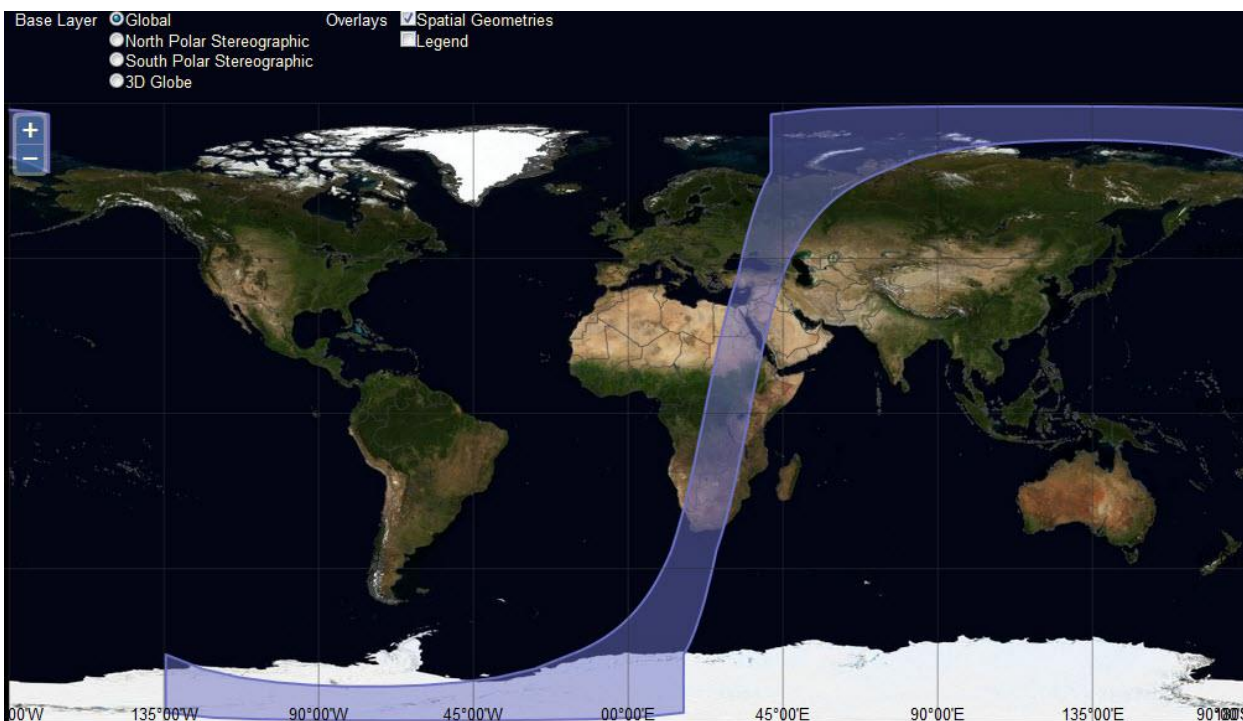 Base Layer Global Overlays Spatial Geometries
North Polar Stereographic Legend
South Polar Stereographic
3D Globe
+
−
00'W 135°00'W 90°00'W 45°00'W 00°00'E 45°00'E 90°00'E 135°00'E